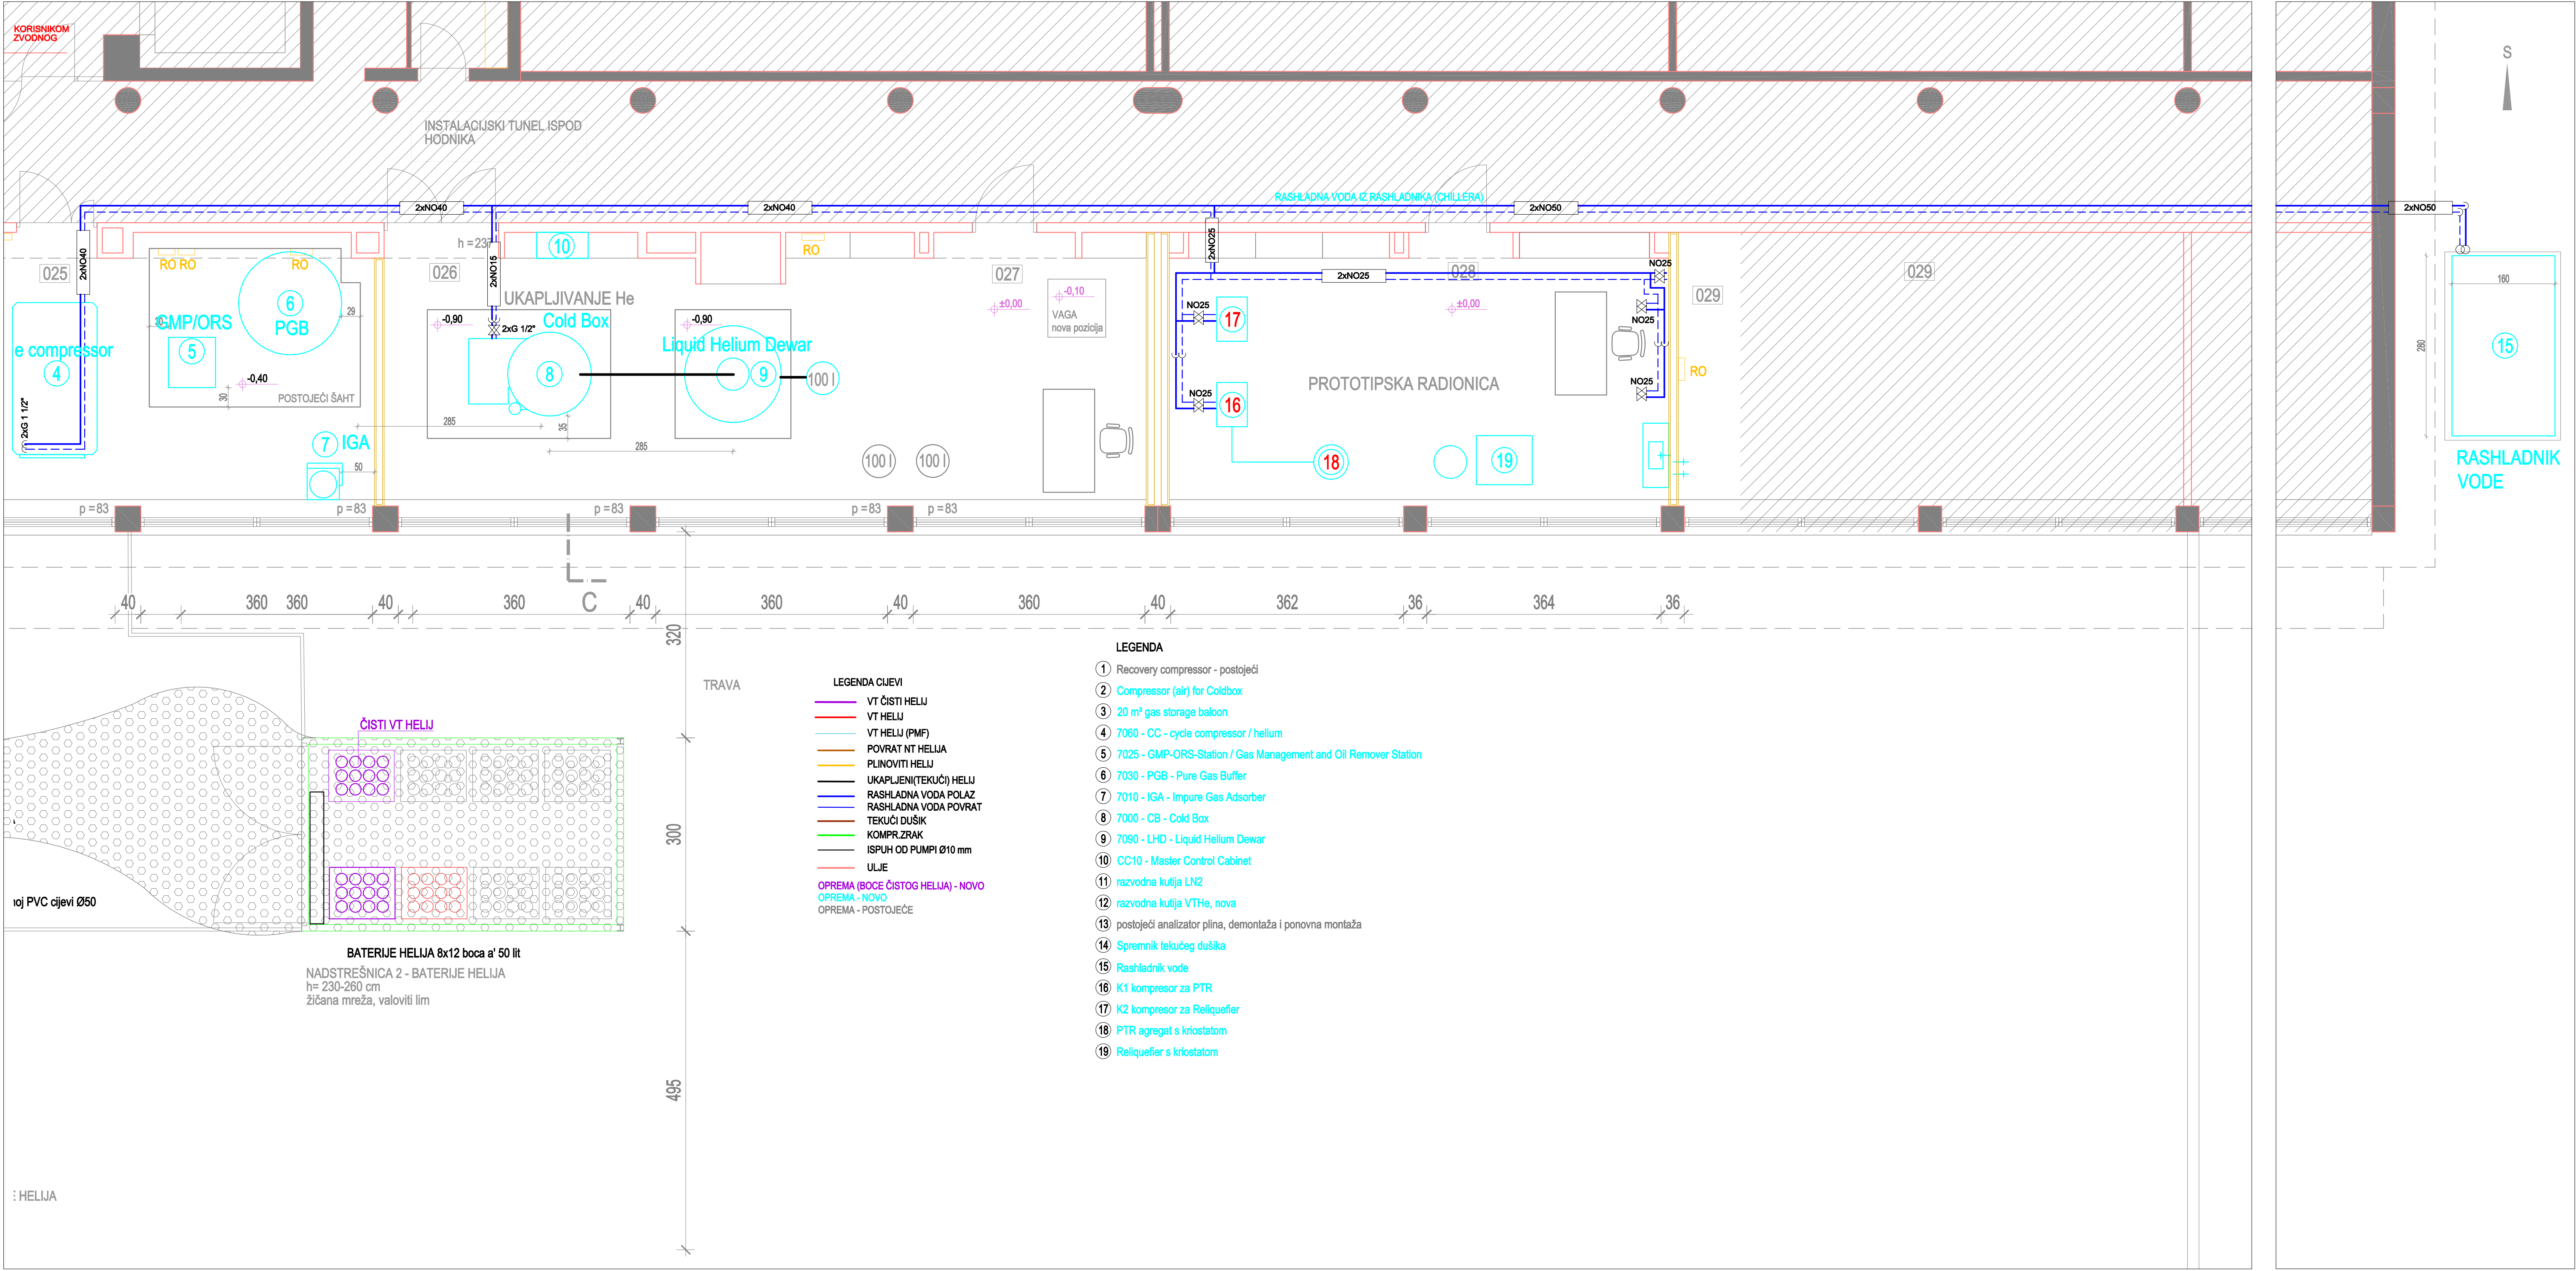 KORISNIKOM
ZVODNOG
S
INSTALACIJSKI TUNEL ISPOD
HODNIKA
RASHLADNA VODA IZ RASHLADNIKA (CHILLERA)
2xNO40
2xNO40
2xNO50
2xNO50
2xNO40
h =237
2xNO15
10
RO
2xNO25
RO RO
RO
025
026
027
2xNO25
028
NO25
029
029
6
PGB
29
UKAPLJIVANJE He
-0,10
±0,00
±0,00
VAGA
nova pozicija
NO25
17
NO25
160
20
GMP/ORS
5
-0,90
Cold Box
2xG 1/2"
-0,90
Liquid Helium Dewar
e compressor
4
8
9
100 l
-0,40
30
POSTOJEĆI ŠAHT
PROTOTIPSKA RADIONICA
RO
280
15
NO25
16
NO25
2xG 1 1/2"
285
35
285
7 IGA
50
100 l
100 l
18
19
RASHLADNIK
VODE
p =83
p =83
p =83
p =83
p =83
40
360
360
40
360
C
40
360
40
360
40
362
36
364
36
320
300
495
TRAVA
ČISTI VT HELIJ
oj PVC cijevi Ø50
BATERIJE HELIJA 8x12 boca a' 50 lit
NADSTREŠNICA 2 - BATERIJE HELIJA
h= 230-260 cm
žičana mreža, valoviti lim
HELIJA
LEGENDA CIJEVI
VT ČISTI HELIJ
VT HELIJ
VT HELIJ (PMF)
POVRAT NT HELIJA
PLINOVITI HELIJ
UKAPLJENI(TEKUĆI) HELIJ
RASHLADNA VODA POLAZ
RASHLADNA VODA POVRAT
TEKUĆI DUŠIK
KOMPR.ZRAK
ISPUH OD PUMPI Ø10 mm
ULJE
OPREMA (BOCE ČISTOG HELIJA) - NOVO
OPREMA - NOVO
OPREMA - POSTOJEĆE
LEGENDA
1 Recovery compressor - postojeći
2 Compressor (air) for Coldbox
3 20 m³ gas storage baloon
4 7060 - CC - cycle compressor / helium
5 7025 - GMP-ORS-Station / Gas Management and Oil Remover Station
6 7030 - PGB - Pure Gas Buffer
7 7010 - IGA - Impure Gas Adsorber
8 7000 - CB - Cold Box
9 7090 - LHD - Liquid Helium Dewar
10 CC10 - Master Control Cabinet
11 razvodna kutija LN2
12 razvodna kutija VTHe, nova
13 postojeći analizator plina, demontaža i ponovna montaža
14 Spremnik tekućeg dušika
15 Rashladnik vode
16 K1 kompresor za PTR
17 K2 kompresor za Reliquefier
18 PTR agregat s kriostatom
19 Reliquefier s kriostatom